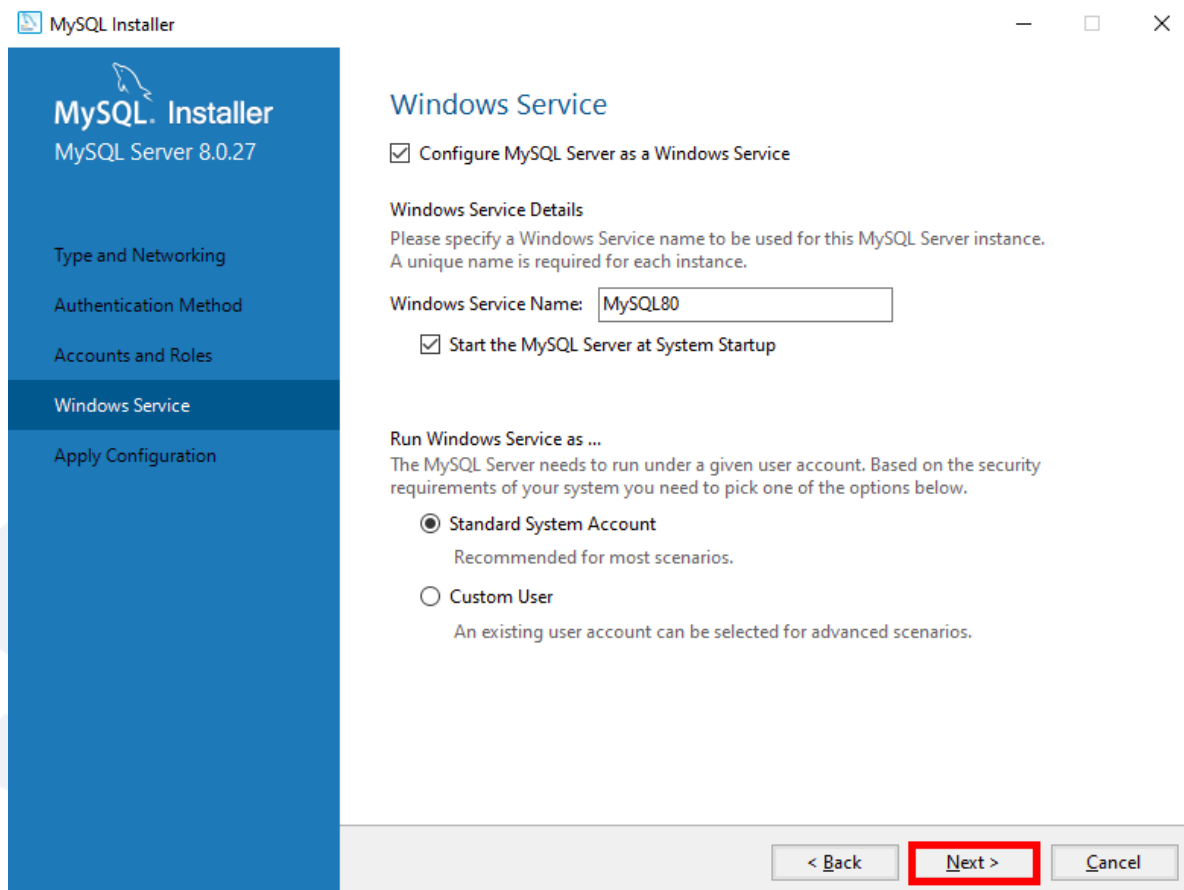 MySQL Installer
MySQL. Installer
MySQL Server 8.0.27
Type and Networking
Authentication Method
Accounts and Roles
Windows Service
Apply Configuration
Windows Service
Configure MySQL Server as a Windows Service
Windows Service Details
Please specify a Windows Service name to be used for this MySQL Server instance.
A unique name is required for each instance.
Windows Service Name: MySQL80
Start the MySQL Server at System Startup
Run Windows Service as ...
The MySQL Server needs to run under a given user account. Based on the security
requirements of your system you need to pick one of the options below.
Standard System Account
Recommended for most scenarios.
Custom User
An existing user account can be selected for advanced scenarios.
< Back Next > Cancel